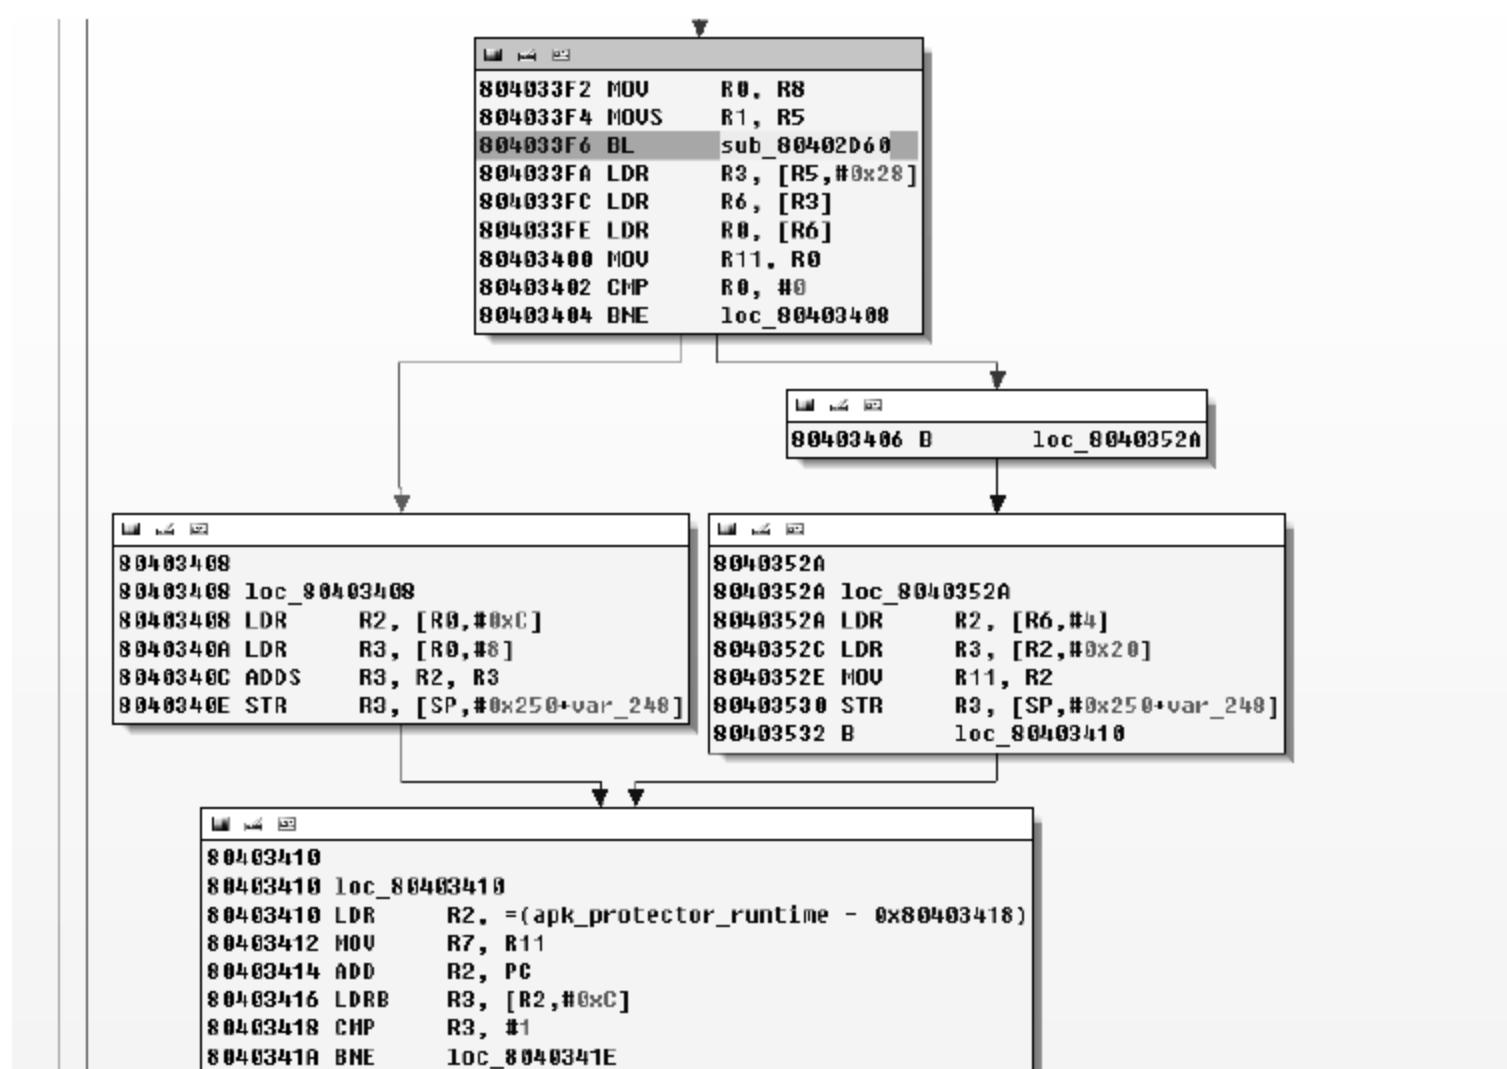 804033F2 MOV R0, R8
804033F4 MOVS R1, R5
804033F6 BL sub_80402D60
804033FA LDR R3, [R5,#0x28]
804033FC LDR R6, [R3]
804033FE LDR R0, [R6]
80403400 MOV R11, R0
80403402 CMP R0, #0
80403404 BNE loc_80403408
80403406 B loc_8040352A
80403408
80403408 loc_80403408
80403408 LDR R2, [R0,#0xC]
8040340A LDR R3, [R0,#8]
8040340C ADDS R3, R2, R3
8040340E STR R3, [SP,#0x250+var_248]
8040352A
8040352A loc_8040352A
8040352A LDR R2, [R6,#4]
8040352C LDR R3, [R2,#0x20]
8040352E MOV R11, R2
80403530 STR R3, [SP,#0x250+var_248]
80403532 B loc_80403410
80403410
80403410 loc_80403410
80403410 LDR R2, =(apk_protector_runtime - 0x80403418)
80403412 MOV R7, R11
80403414 ADD R2, PC
80403416 LDRB R3, [R2,#0xC]
80403418 CMP R3, #1
8040341A BNE loc_8040341E